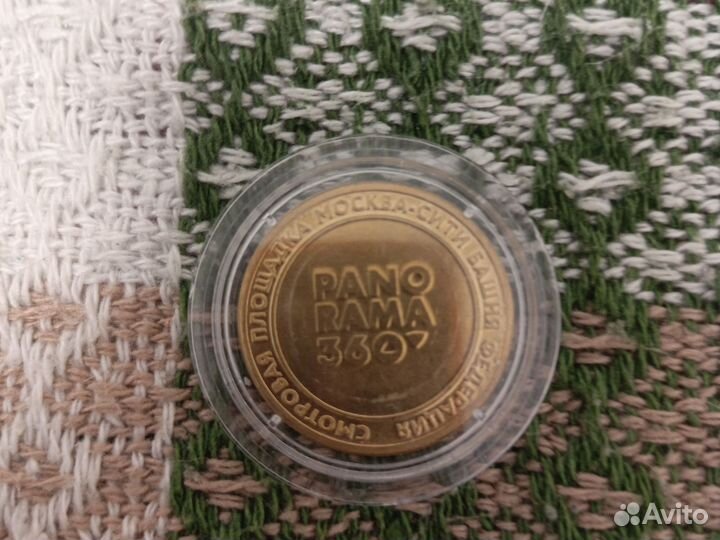 СМОТРОВАЯ ПЛОЩАДКА МОСКВА-СИТИ БАШНЯ ФЕДЕРАЦИЯ
PANO
RAMA
360
Avito